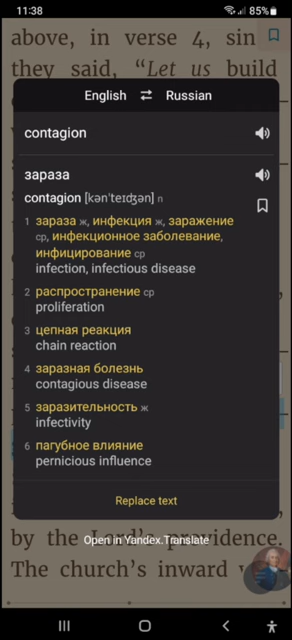 11:38
85%
above, in verse 4, sin
they said, “Let us build
English Russian
contagion
зараза
contagion [kən'teɪdʒən] n
1 зараза ж, инфекция ж, заражение
ср, инфекционное заболевание,
инфицирование ср
infection, infectious disease
2 распространение ср
proliferation
3 цепная реакция
chain reaction
4 заразная болезнь
contagious disease
5 заразительность ж
infectivity
6 пагубное влияние
pernicious influence
Replace text
by the Lord’s providence.
Open in Yandex.Translate
The church’s inward